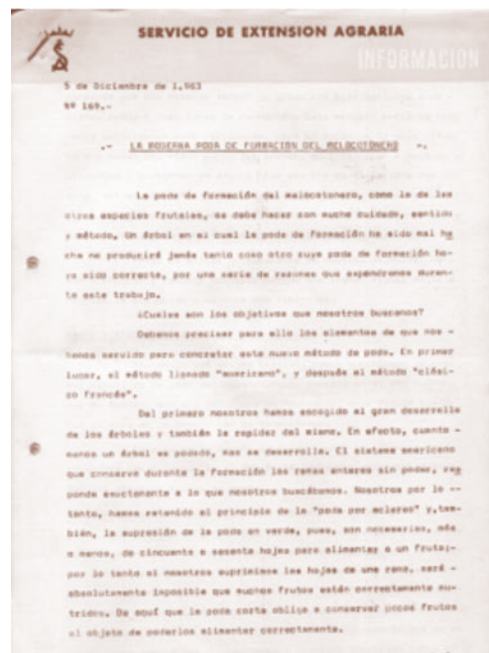 SERVICIO DE EXTENSION AGRARIA
INFORMACION
5 de Diciembre de 1.963
Nº 169.-
.- LA MODERNA PODA DE FORMACION DEL MELOCOTONERO -.
La poda de formación del melocotonero, como la de las
otras especies frutales, se debe hacer con mucho cuidado, sentido
y método. Un árbol en el cual la poda de formación ha sido mal he
cho no producirá jamás tanto como otro cuya poda de formación ha-
ya sido correcta, por una serie de razones que expondremos duran-
te este trabajo.
¿Cuales son los objetivos que nosotros buscamos?
Debemos precisar para ello los elementos de que nos -
hemos servido para concretar este nuevo método de poda. En primer
lugar, el método llamado "americano", y después el método "clási-
co francés".
Del primero nosotros hemos escogido el gran desarrollo
de los árboles y también la rapidez del mismo. En efecto, cuanto -
menos un árbol es podado, mas se desarrolla. El sistema americano
que conserva durante la formación las ramas enteras sin podar, res
ponde exactamente a lo que nosotros buscábamos. Nosotros por lo --
tanto, hemos retenido el principio de la "poda por aclareo" y, tam-
bién, la supresión de la poda en verde, pues, son necesarias, más
o menos, de cincuenta a sesenta hojas para alimentar a un fruto;-
por lo tanto si nosotros suprimimos las hojas de una rama, será -
absolutamente imposible que muchos frutos estén correctamente nu-
tridos. De aquí que la poda corta obliga a conservar pocos frutos
al objeto de poderlos alimentar correctamente.